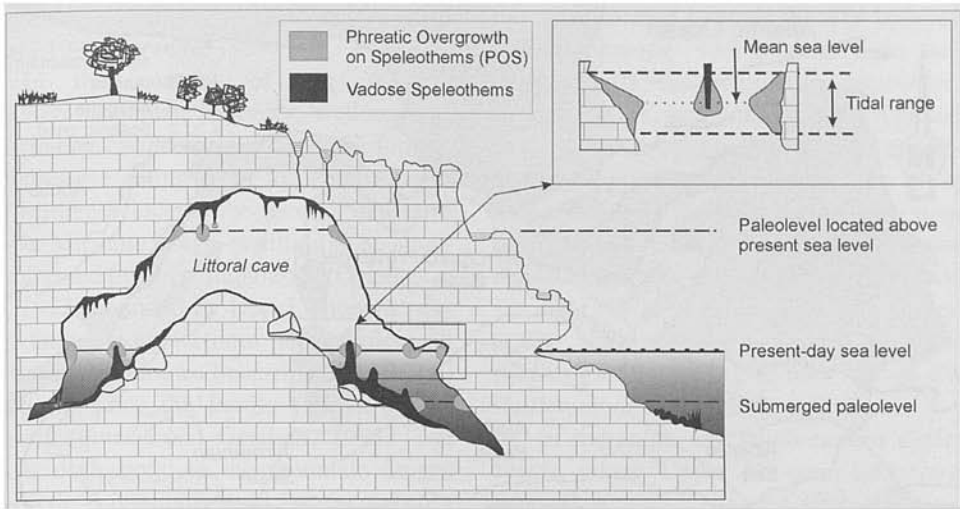 Phreatic Overgrowth
on Speleothems (POS)
Vadose Speleothems
Mean sea level
Tidal range
Paleolevel located above
present sea level
Littoral cave
Present-day sea level
Submerged paleolevel